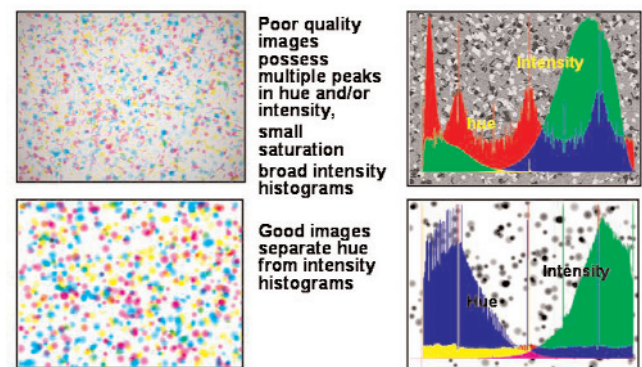 Poor quality
images
possess
multiple peaks
in hue and/or
intensity,
small
saturation
broad intensity
histograms
Intensity
hue
Good images
separate hue
from intensity
histograms
Intensity
Hue